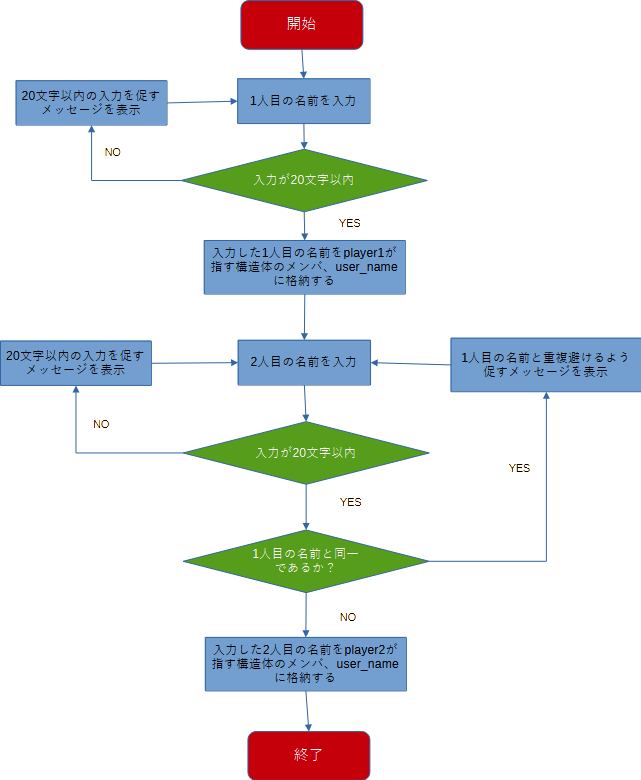 開始
20文字以内の入力を促す
メッセージを表示
1人目の名前を入力
NO
入力が20文字以内
YES
入力した1人目の名前をplayer1が
指す構造体のメンバ、user_name
に格納する
20文字以内の入力を促す
メッセージを表示
2人目の名前を入力
1人目の名前と重複避けるよう
促すメッセージを表示
NO
入力が20文字以内
YES
YES
1人目の名前と同一
であるか？
NO
入力した2人目の名前をplayer2が
指す構造体のメンバ、user_name
に格納する
終了